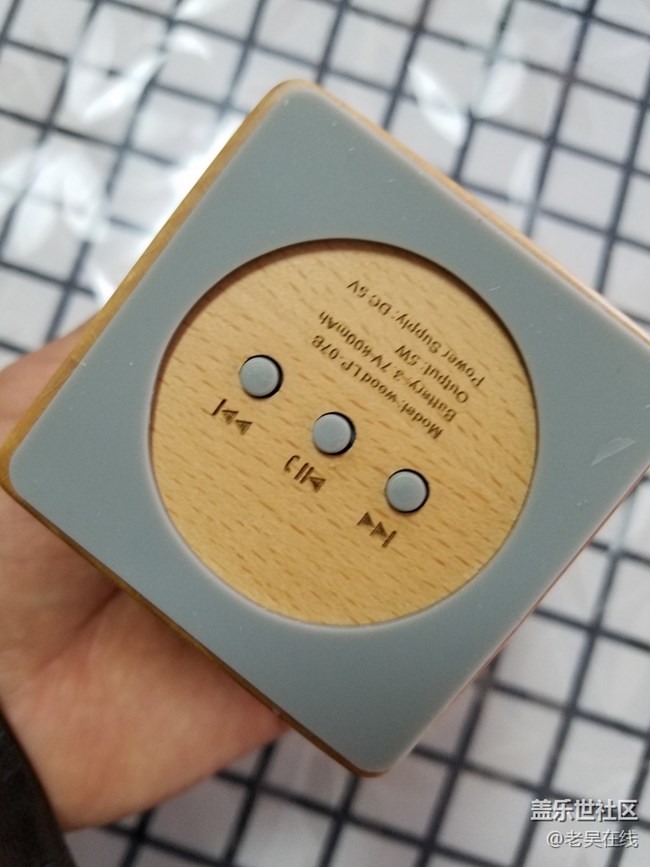 Model: wood LP-07B
Battery: 3.7V 400mAh
Output: 5W
Power Supply: DC 5V
盖乐世社区
@老吴在线